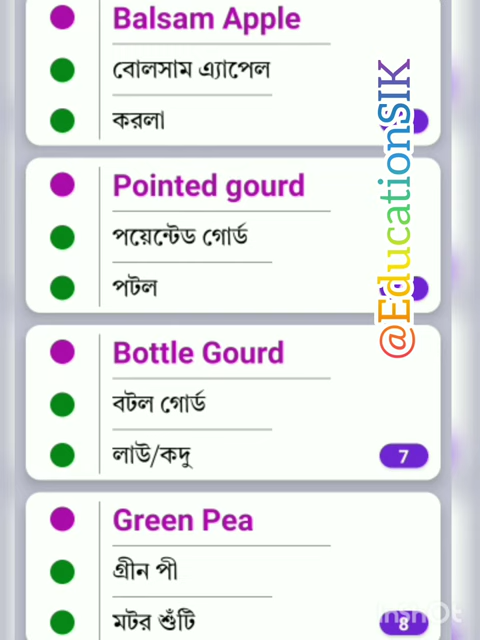 Balsam Apple
বোলসাম এ্যাপেল
করলা
Pointed gourd
পয়েন্টেড গোর্ড
পটল
Bottle Gourd
বটল গোর্ড
লাউ/কদু
7
Green Pea
গ্রীন পী
মটর শুঁটি
8
@EducationSIK